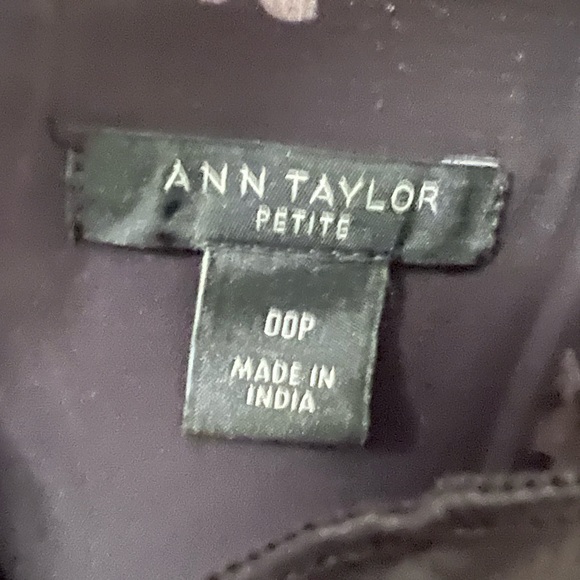 ANN TAYLOR
PETITE
00P
MADE IN
INDIA